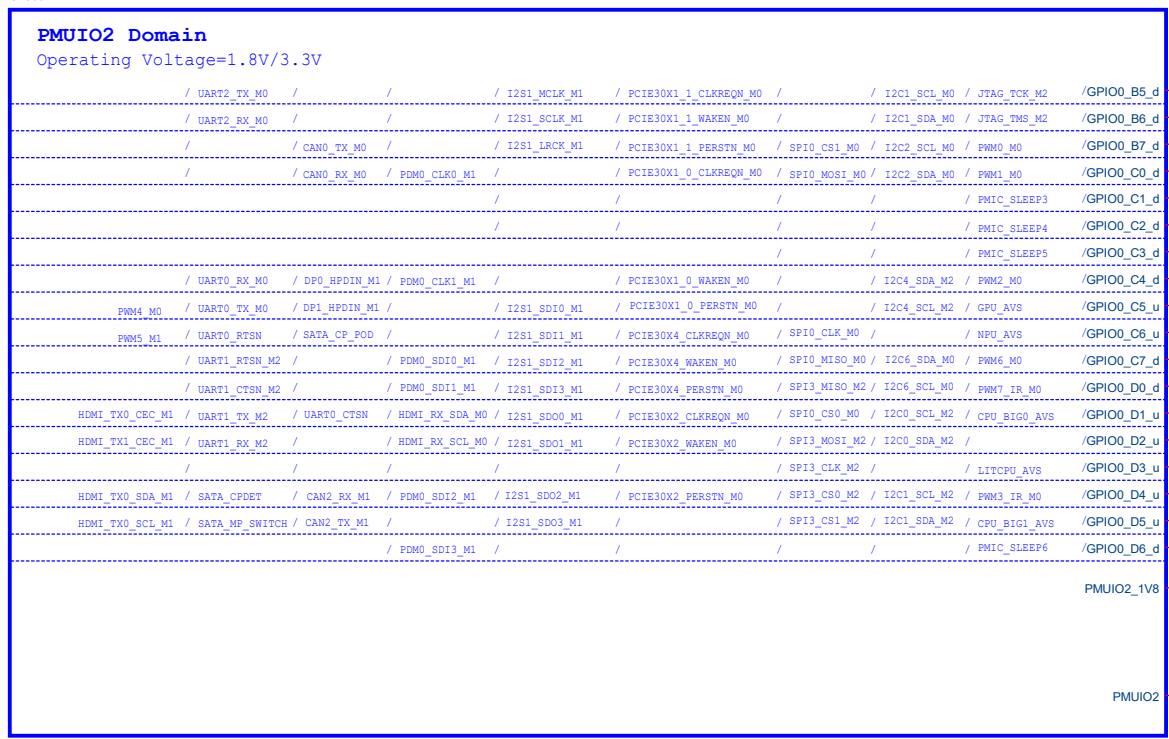 PMUIO2 Domain
Operating Voltage=1.8V/3.3V
/ UART2_TX_M0 / / / I2S1_MCLK_M1 / PCIE30X1_1_CLKREQN_M0 / / I2C1_SCL_M0 / JTAG_TCK_M2 /GPIO0_B5_d
/ UART2_RX_M0 / / / I2S1_SCLK_M1 / PCIE30X1_1_WAKEN_M0 / / I2C1_SDA_M0 / JTAG_TMS_M2 /GPIO0_B6_d
/ / CAN0_TX_M0 / / I2S1_LRCK_M1 / PCIE30X1_1_PERSTN_M0 / SPI0_CS1_M0 / I2C2_SCL_M0 / PWM0_M0 /GPIO0_B7_d
/ / CAN0_RX_M0 / PDM0_CLK0_M1 / / PCIE30X1_0_CLKREQN_M0 / SPI0_MOSI_M0 / I2C2_SDA_M0 / PWM1_M0 /GPIO0_C0_d
/ / / / / PMIC_SLEEP3 /GPIO0_C1_d
/ / / / / PMIC_SLEEP4 /GPIO0_C2_d
/ / / PMIC_SLEEP5 /GPIO0_C3_d
/ UART0_RX_M0 / DP0_HPDIN_M1 / PDM0_CLK1_M1 / / PCIE30X1_0_WAKEN_M0 / / I2C4_SDA_M2 / PWM2_M0 /GPIO0_C4_d
PWM4_M0 / UART0_TX_M0 / DP1_HPDIN_M1 / / I2S1_SDI0_M1 / PCIE30X1_0_PERSTN_M0 / / I2C4_SCL_M2 / GPU_AVS /GPIO0_C5_u
PWM5_M1 / UART0_RTSN / SATA_CP_POD / / I2S1_SDI1_M1 / PCIE30X4_CLKREQN_M0 / SPI0_CLK_M0 / / NPU_AVS /GPIO0_C6_u
/ UART1_RTSN_M2 / / PDM0_SDI0_M1 / I2S1_SDI2_M1 / PCIE30X4_WAKEN_M0 / SPI0_MISO_M0 / I2C6_SDA_M0 / PWM6_M0 /GPIO0_C7_d
/ UART1_CTSN_M2 / / PDM0_SDI1_M1 / I2S1_SDI3_M1 / PCIE30X4_PERSTN_M0 / SPI3_MISO_M2 / I2C6_SCL_M0 / PWM7_IR_M0 /GPIO0_D0_d
HDMI_TX0_CEC_M1 / UART1_TX_M2 / UART0_CTSN / HDMI_RX_SDA_M0 / I2S1_SDO0_M1 / PCIE30X2_CLKREQN_M0 / SPI0_CS0_M0 / I2C0_SCL_M2 / CPU_BIG0_AVS /GPIO0_D1_u
HDMI_TX1_CEC_M1 / UART1_RX_M2 / / HDMI_RX_SCL_M0 / I2S1_SDO1_M1 / PCIE30X2_WAKEN_M0 / SPI3_MOSI_M2 / I2C0_SDA_M2 / /GPIO0_D2_u
/ / / / / / SPI3_CLK_M2 / / LITCPU_AVS /GPIO0_D3_u
HDMI_TX0_SDA_M1 / SATA_CPDET / CAN2_RX_M1 / PDM0_SDI2_M1 / I2S1_SDO2_M1 / PCIE30X2_PERSTN_M0 / SPI3_CS0_M2 / I2C1_SCL_M2 / PWM3_IR_M0 /GPIO0_D4_u
HDMI_TX0_SCL_M1 / SATA_MP_SWITCH / CAN2_TX_M1 / / I2S1_SDO3_M1 / / SPI3_CS1_M2 / I2C1_SDA_M2 / CPU_BIG1_AVS /GPIO0_D5_u
/ PDM0_SDI3_M1 / / / / / PMIC_SLEEP6 /GPIO0_D6_d
PMUIO2_1V8
PMUIO2